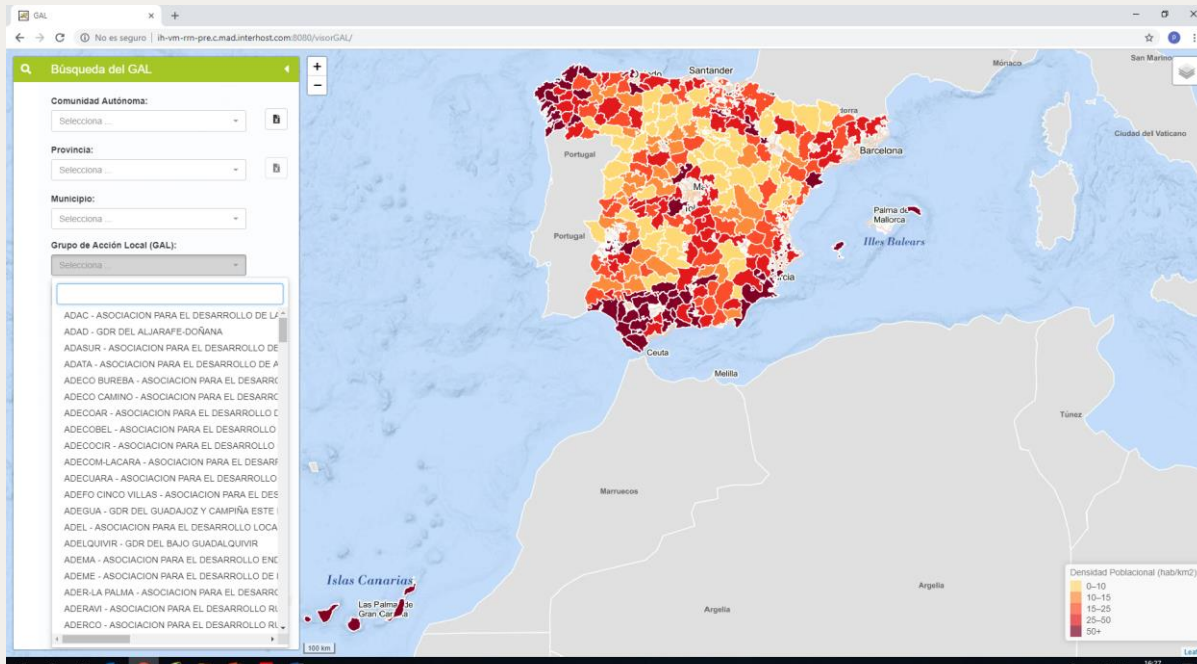 GAL
No es seguro | ih-vm-rm-pre.c.mad.interhost.com:8080/visorGAL/
Búsqueda del GAL
Comunidad Autónoma:
Selecciona ...
Provincia:
Selecciona ...
Municipio:
Selecciona ...
Grupo de Acción Local (GAL):
Selecciona ...
ADAC - ASOCIACION PARA EL DESARROLLO DE LA
ADAD - GDR DEL ALJARAFE-DOÑANA
ADASUR - ASOCIACION PARA EL DESARROLLO DE
ADATA - ASOCIACION PARA EL DESARROLLO DE A
ADECO BUREBA - ASOCIACION PARA EL DESARRO
ADECO CAMINO - ASOCIACION PARA EL DESARRO
ADECOAR - ASOCIACION PARA EL DESARROLLO D
ADECOBEL - ASOCIACION PARA EL DESARROLLO
ADECOCIR - ASOCIACION PARA EL DESARROLLO
ADECOM-LACARA - ASOCIACION PARA EL DESARR
ADECUARA - ASOCIACION PARA EL DESARROLLO
ADEFO CINCO VILLAS - ASOCIACION PARA EL DES
ADEGUA - GDR DEL GUADAJOZ Y CAMPIÑA ESTE
ADEL - ASOCIACION PARA EL DESARROLLO LOCA
ADELQUIVIR - GDR DEL BAJO GUADALQUIVIR
ADEMA - ASOCIACION PARA EL DESARROLLO END
ADEME - ASOCIACION PARA EL DESARROLLO DE
ADER-LA PALMA - ASOCIACION PARA EL DESARRO
ADERAVI - ASOCIACION PARA EL DESARROLLO RU
ADERCO - ASOCIACION PARA EL DESARROLLO RU
+
−
Santander
Mónaco
San Marino
torra
Ciudad del Vaticano
Portugal
Barcelona
Palma de
Mallorca
Illes Balears
Portugal
rcia
Ceuta
Melilla
Túnez
Marruecos
Islas Canarias
Las Palmas de
Gran Canaria
Argelia
Argelia
100 km
Densidad Poblacional (hab/km2)
0–10
10–15
15–25
25–50
50+
Leaf
16:27